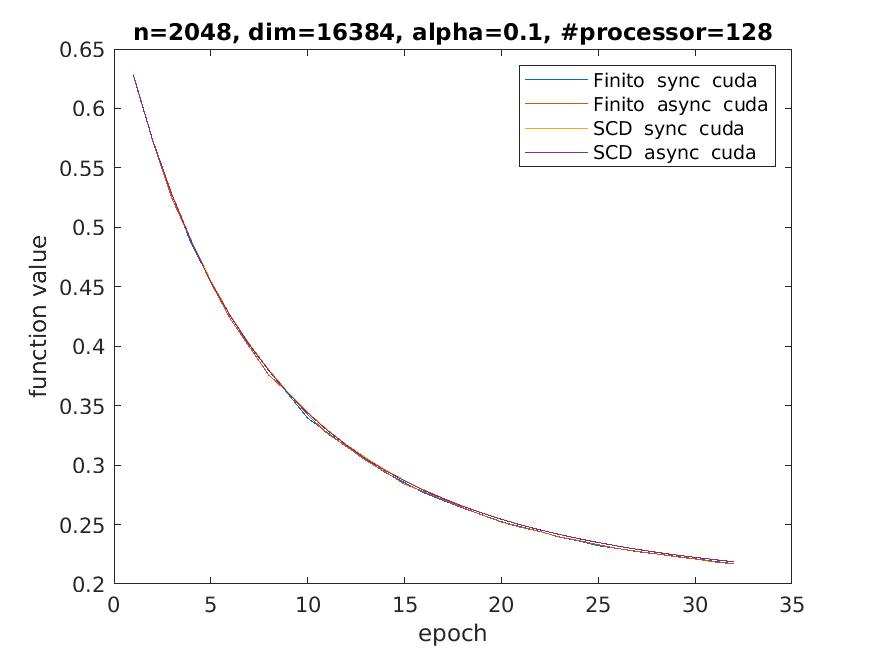 n=2048, dim=16384, alpha=0.1, #processor=128
0.65
0.6
0.55
0.5
0.45
0.4
0.35
0.3
0.25
0.2
function value
Finito sync cuda
Finito async cuda
SCD sync cuda
SCD async cuda
0 5 10 15 20 25 30 35
epoch